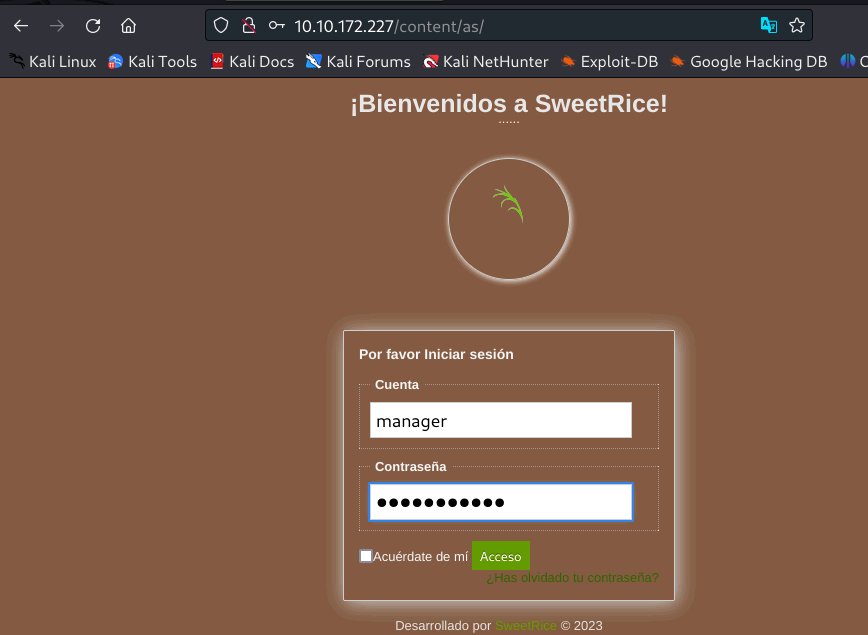 10.10.172.227/content/as/
Kali Linux Kali Tools Kali Docs Kali Forums Kali NetHunter Exploit-DB Google Hacking DB
¡Bienvenidos a SweetRice!
......
Por favor Iniciar sesión
Cuenta
manager
Contraseña
●●●●●●●●●●●
Acuérdate de mí Acceso
¿Has olvidado tu contraseña?
Desarrollado por SweetRice © 2023